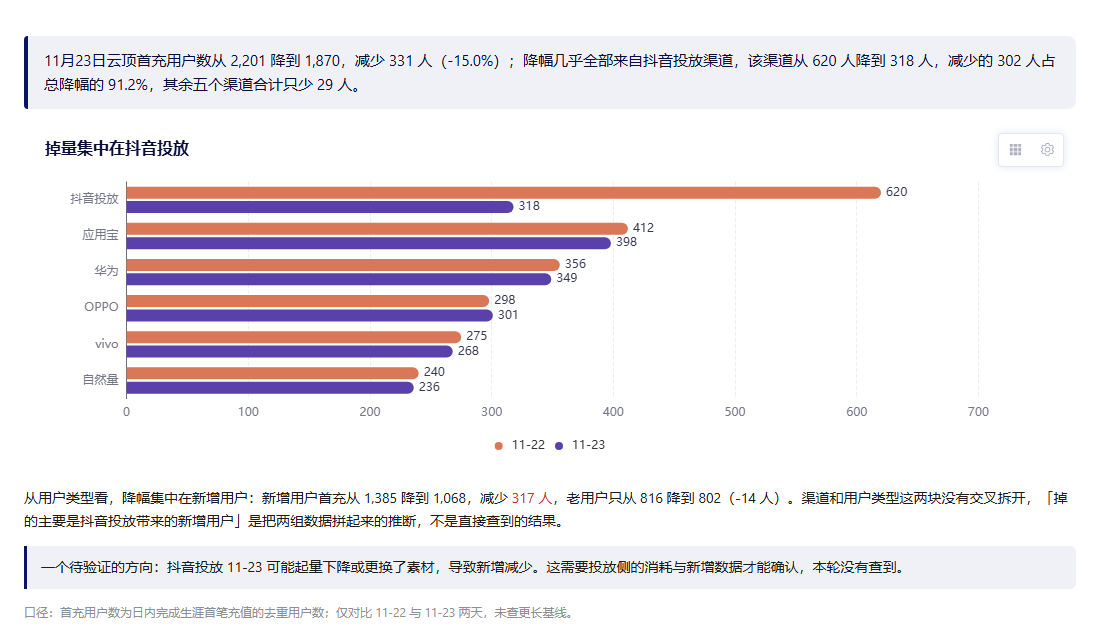 11月23日云顶首充用户数从 2,201 降到 1,870，减少 331 人（-15.0%）；降幅几乎全部来自抖音投放渠道，该渠道从 620 人降到 318 人，减少的 302 人占
总降幅的 91.2%，其余五个渠道合计只少 29 人。
掉量集中在抖音投放
抖音投放 620
318
应用宝 412
398
华为 356
349
OPPO 298
301
vivo 275
268
自然量 240
236
0 100 200 300 400 500 600 700
11-22 11-23
从用户类型看，降幅集中在新增用户：新增用户首充从 1,385 降到 1,068，减少 317 人，老用户只从 816 降到 802（-14 人）。渠道和用户类型这两块没有交叉拆开，「掉
的主要是抖音投放带来的新增用户」是把两组数据拼起来的推断，不是直接查到的结果。
一个待验证的方向：抖音投放 11-23 可能起量下降或更换了素材，导致新增减少。这需要投放侧的消耗与新增数据才能确认，本轮没有查到。
口径：首充用户数为日内完成生涯首笔充值的去重用户数；仅对比 11-22 与 11-23 两天，未查更长基线。